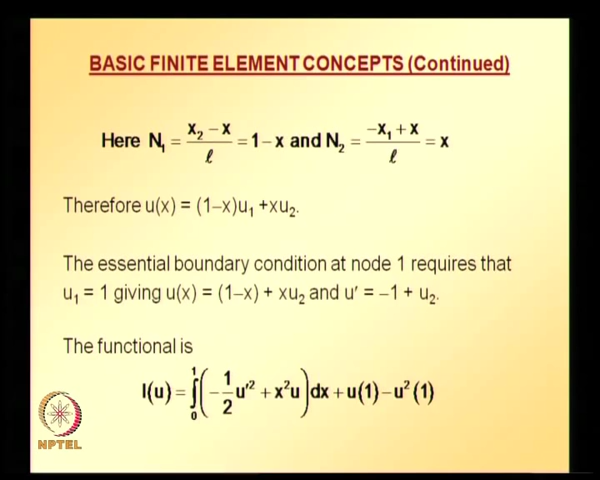 BASIC FINITE ELEMENT CONCEPTS (Continued)
Here N₁ = (x₂ − x)/ℓ = 1 − x and N₂ = (−x₁ + x)/ℓ = x
Therefore u(x) = (1−x)u₁ +xu₂.
The essential boundary condition at node 1 requires that
u₁ = 1 giving u(x) = (1−x) + xu₂ and u′ = −1 + u₂.
The functional is
I(u) = ∫₀¹(−1/2 u′² + x²u)dx + u(1) − u²(1)
NPTEL